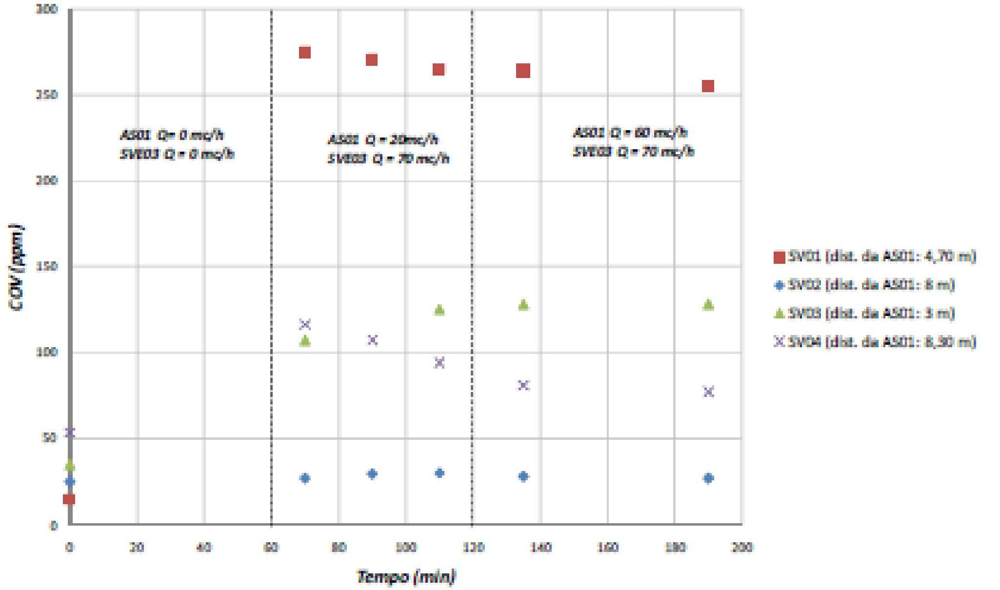 300
250
200
150
100
50
0
COV (ppm)
0 20 40 60 80 100 120 140 160 180 200
Tempo (min)
AS01 Q= 0 mc/h
SVE03 Q = 0 mc/h
AS01 Q = 20mc/h
SVE03 Q = 70 mc/h
AS01 Q = 60 mc/h
SVE03 Q = 70 mc/h
SV01 (dist. da AS01: 4,70 m)
SV02 (dist. da AS01: 8 m)
SV03 (dist. da AS01: 3 m)
SV04 (dist. da AS01: 8,30 m)